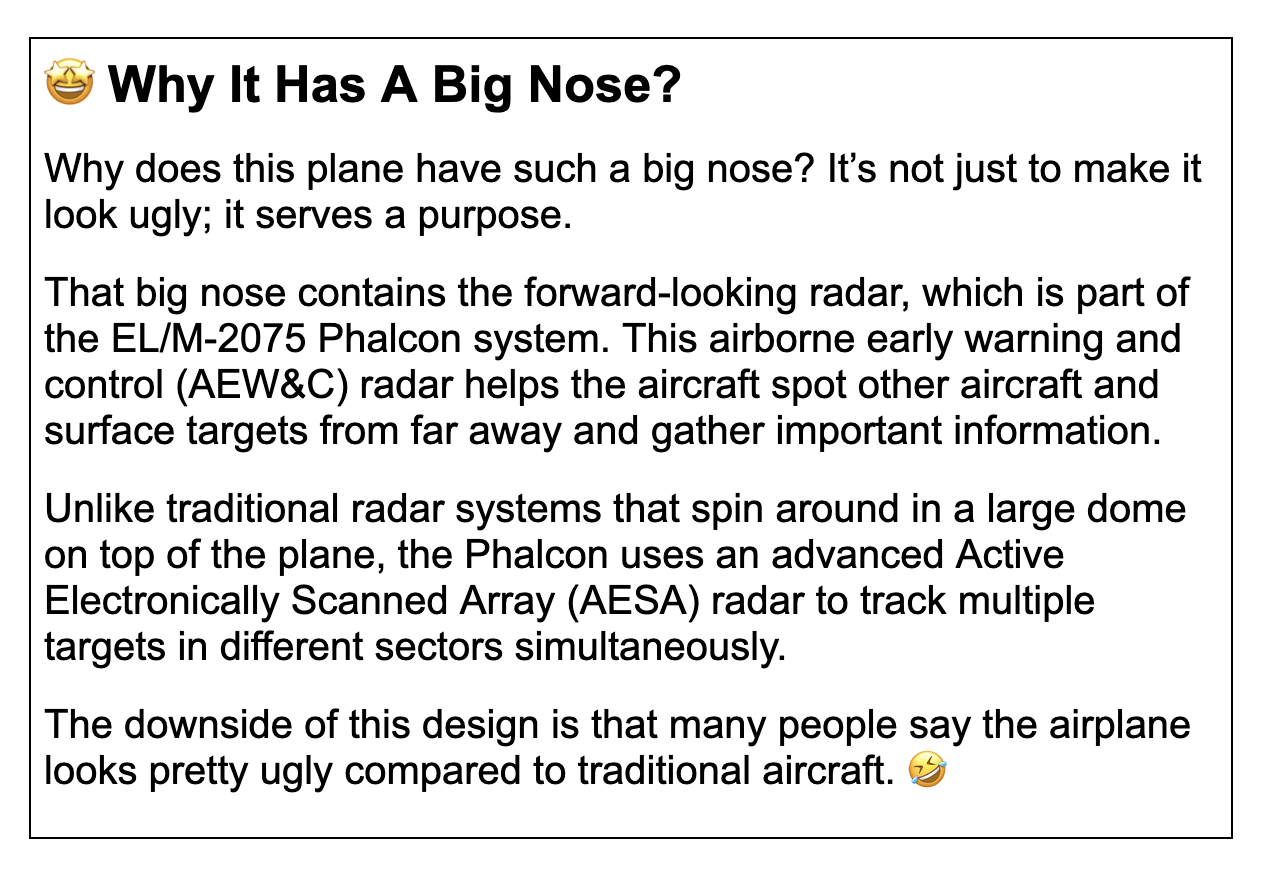 🤩 Why It Has A Big Nose?
Why does this plane have such a big nose? It’s not just to make it
look ugly; it serves a purpose.
That big nose contains the forward-looking radar, which is part of
the EL/M-2075 Phalcon system. This airborne early warning and
control (AEW&C) radar helps the aircraft spot other aircraft and
surface targets from far away and gather important information.
Unlike traditional radar systems that spin around in a large dome
on top of the plane, the Phalcon uses an advanced Active
Electronically Scanned Array (AESA) radar to track multiple
targets in different sectors simultaneously.
The downside of this design is that many people say the airplane
looks pretty ugly compared to traditional aircraft. 🤣